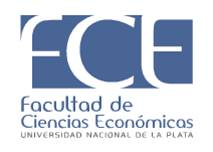 FCE
Facultad de
Ciencias Económicas
UNIVERSIDAD NACIONAL DE LA PLATA